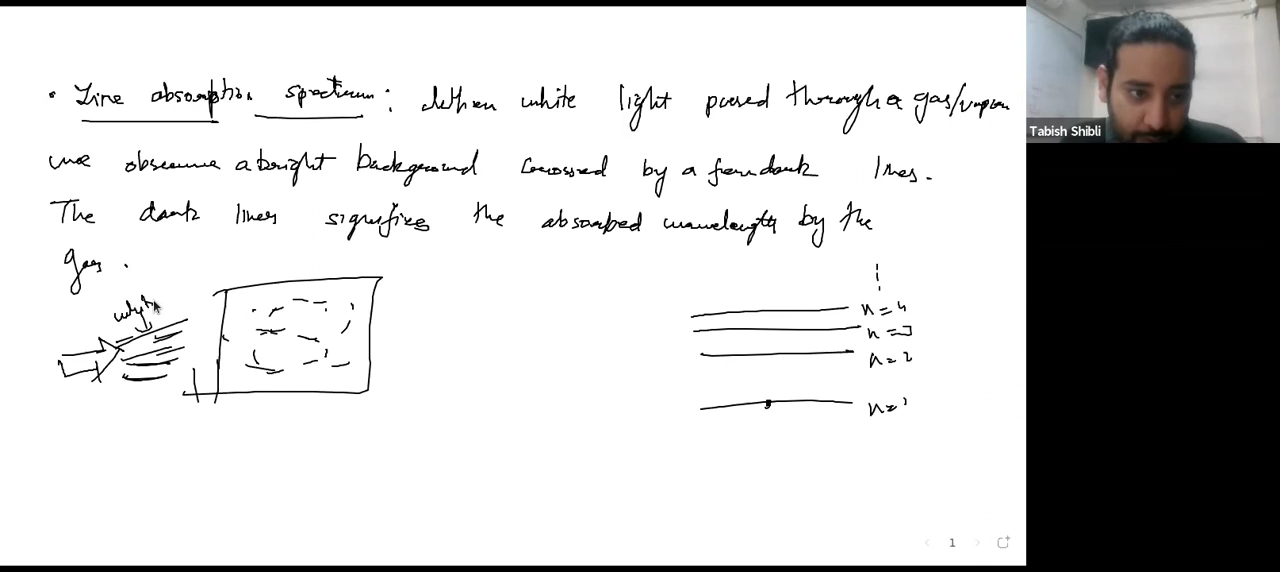 • Line absorption spectrum: When white light passed through a gas/vapour
we observe a bright background crossed by a few dark lines.
The dark lines signifies the absorbed wavelength by the
gas.
white
n=4
n=3
n=2
n=1
Tabish Shibli
1